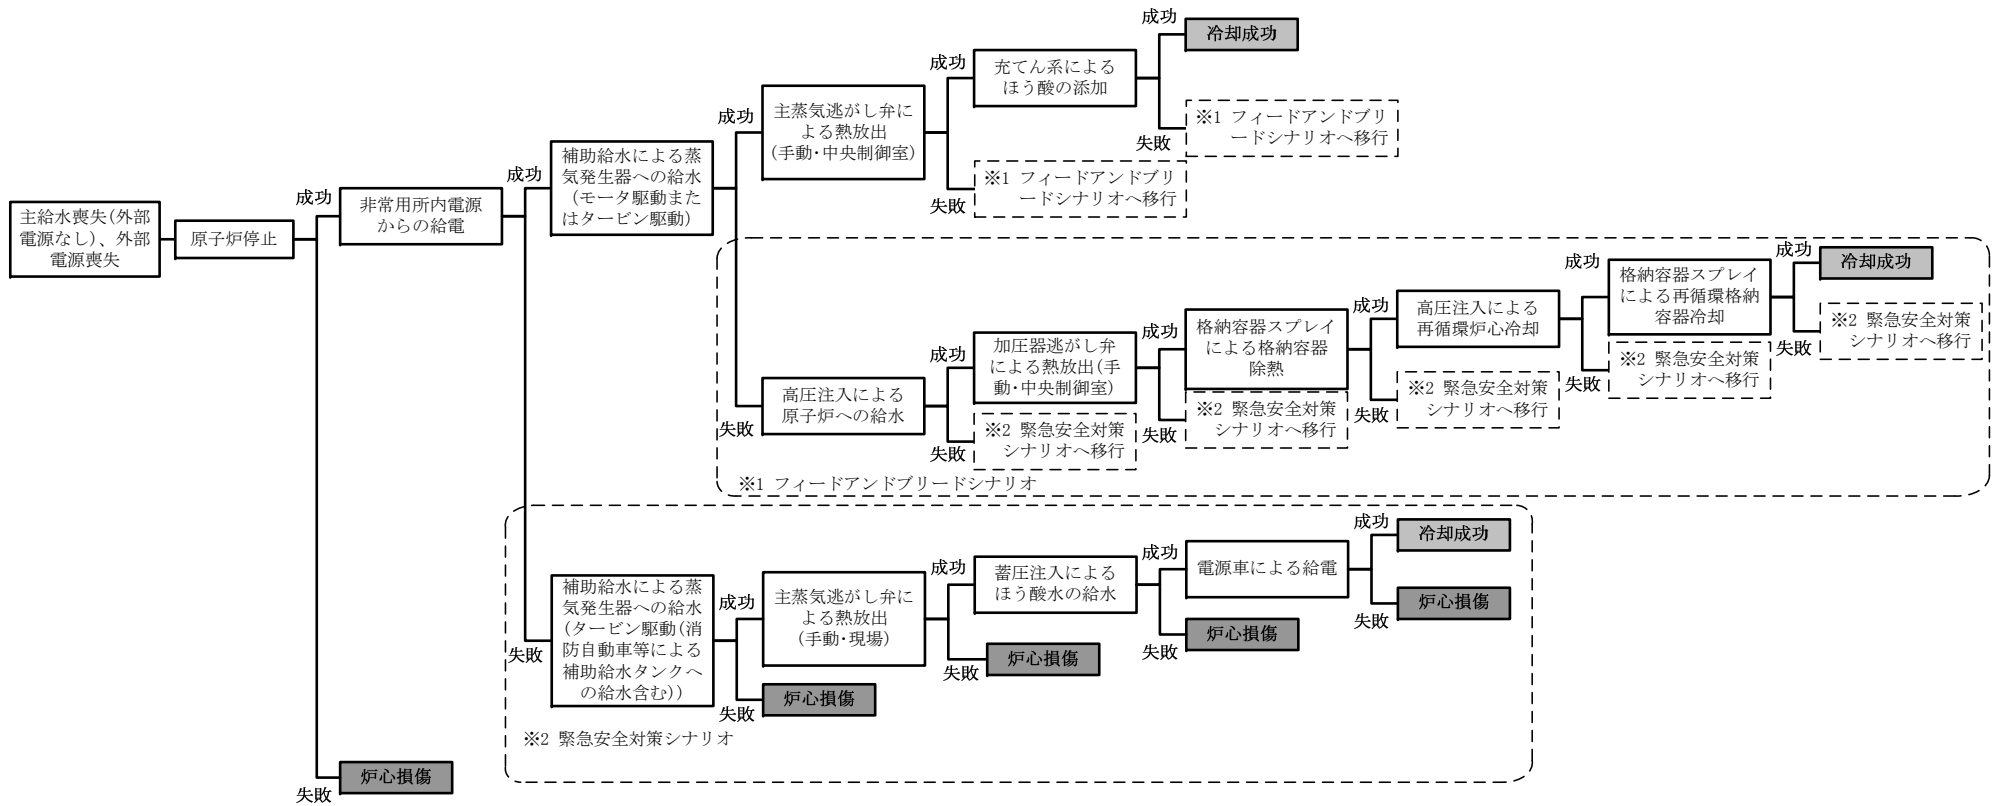 主給水喪失(外部
電源なし)、外部
電源喪失
原子炉停止
成功
失敗
非常用所内電源
からの給電
炉心損傷
成功
失敗
補助給水による蒸
気発生器への給水
(モータ駆動また
はタービン駆動)
成功
失敗
主蒸気逃がし弁に
よる熱放出
(手動・中央制御室)
成功
失敗
充てん系による
ほう酸の添加
※1 フィードアンドブリ
ードシナリオへ移行
成功
失敗
冷却成功
※1 フィードアンドブリ
ードシナリオへ移行
高圧注入による
原子炉への給水
成功
失敗
加圧器逃がし弁
による熱放出(手
動・中央制御室)
※2 緊急安全対策
シナリオへ移行
成功
失敗
格納容器スプレイ
による格納容器
除熱
※2 緊急安全対策
シナリオへ移行
成功
失敗
高圧注入による
再循環炉心冷却
※2 緊急安全対策
シナリオへ移行
成功
失敗
格納容器スプレイ
による再循環格納
容器冷却
※2 緊急安全対策
シナリオへ移行
成功
失敗
冷却成功
※2 緊急安全対策
シナリオへ移行
※1 フィードアンドブリードシナリオ
補助給水による蒸
気発生器への給水
(タービン駆動(消
防自動車等による
補助給水タンクへ
の給水含む))
成功
失敗
主蒸気逃がし弁に
よる熱放出
(手動・現場)
炉心損傷
成功
失敗
蓄圧注入による
ほう酸水の給水
炉心損傷
成功
失敗
電源車による給電
炉心損傷
成功
失敗
冷却成功
炉心損傷
※2 緊急安全対策シナリオ